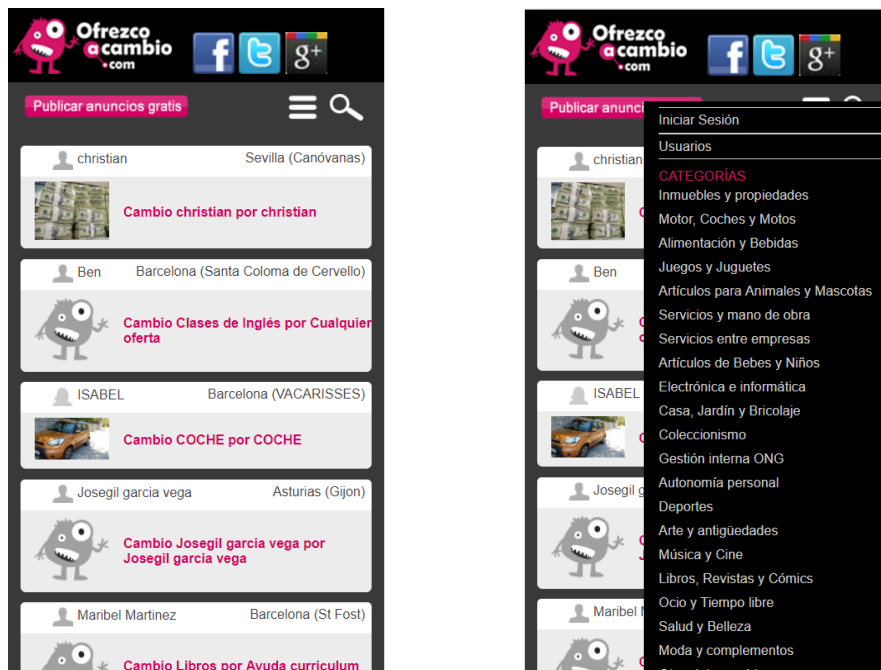 Ofrezco
acambio
.com
f
t
g+
Publicar anuncios gratis
christian
Sevilla (Canóvanas)
Cambio christian por christian
Ben
Barcelona (Santa Coloma de Cervello)
Cambio Clases de Inglés por Cualquier
oferta
ISABEL
Barcelona (VACARISSES)
Cambio COCHE por COCHE
Josegil garcia vega
Asturias (Gijon)
Cambio Josegil garcia vega por
Josegil garcia vega
Maribel Martinez
Barcelona (St Fost)
Cambio Libros por Ayuda curriculum
Ofrezco
acambio
.com
f
t
g+
Publicar anunci
christian
Ben
ISABEL
Josegil g
Maribel
Iniciar Sesión
Usuarios
CATEGORÍAS
Inmuebles y propiedades
Motor, Coches y Motos
Alimentación y Bebidas
Juegos y Juguetes
Artículos para Animales y Mascotas
Servicios y mano de obra
Servicios entre empresas
Artículos de Bebes y Niños
Electrónica e informática
Casa, Jardín y Bricolaje
Coleccionismo
Gestión interna ONG
Autonomía personal
Deportes
Arte y antigüedades
Música y Cine
Libros, Revistas y Cómics
Ocio y Tiempo libre
Salud y Belleza
Moda y complementos